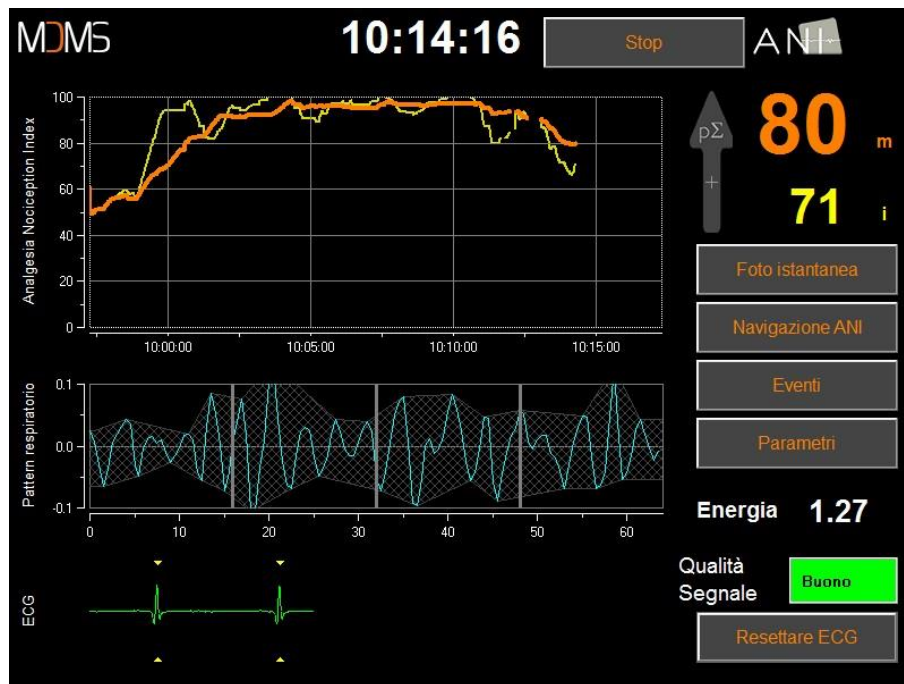 MDMS
10:14:16
Stop
ANI
Analgesia Nociception Index
100
80
60
40
20
0
10:00:00
10:05:00
10:10:00
10:15:00
pΣ
+
80 m
71 i
Foto istantanea
Navigazione ANI
Eventi
Parametri
Pattern respiratorio
0.1
0.0
-0.1
0
10
20
30
40
50
60
Energia 1.27
ECG
Qualità
Segnale
Buono
Resettare ECG